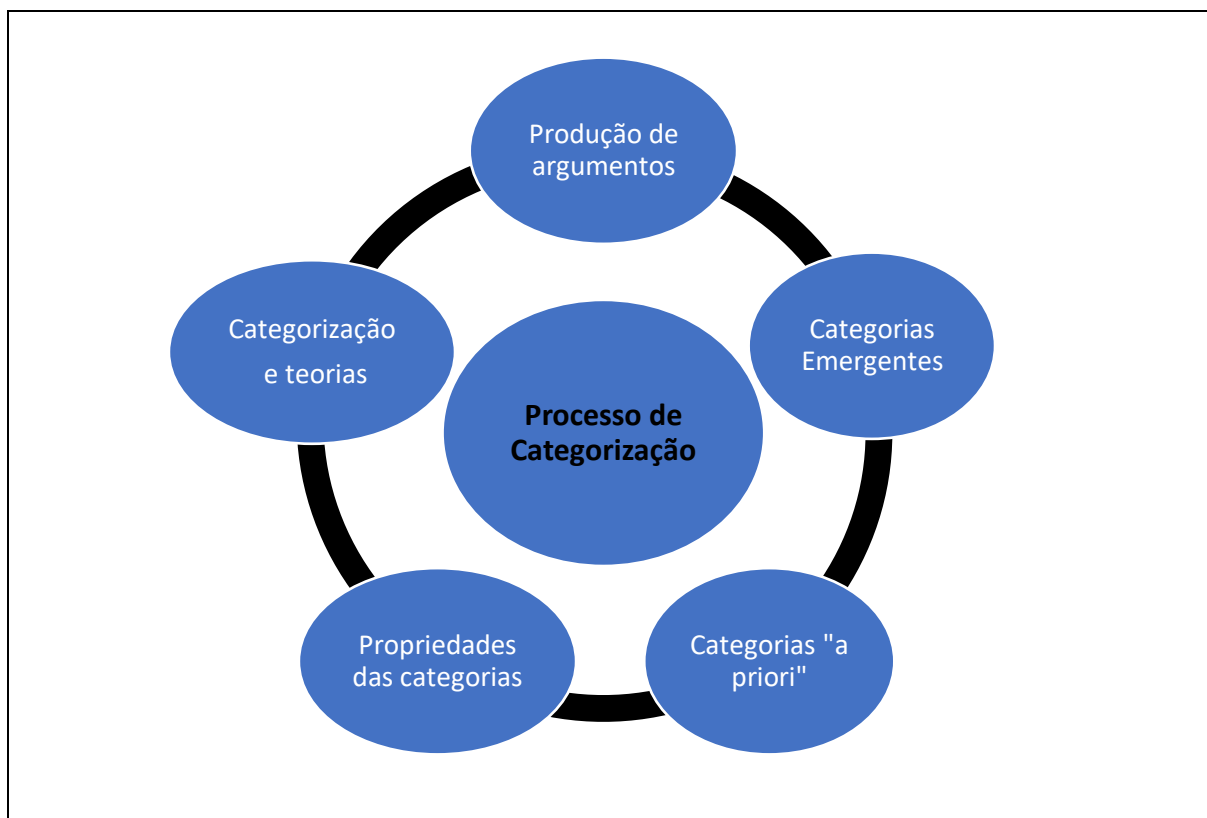 Produção de
argumentos
Categorização
e teorias
Categorias
Emergentes
Processo de
Categorização
Propriedades
das categorias
Categorias "a
priori"